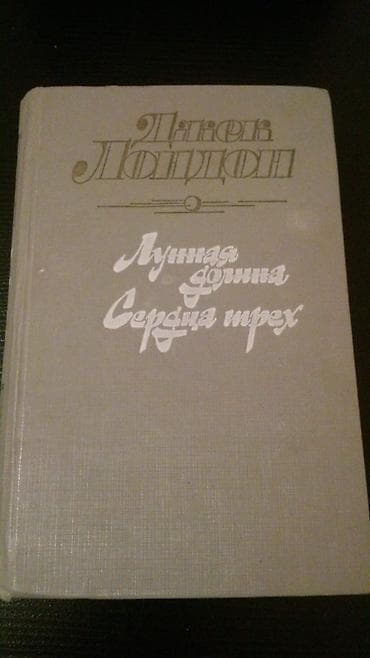 Джек
Лондон
Лунная
долина
Сердца трех